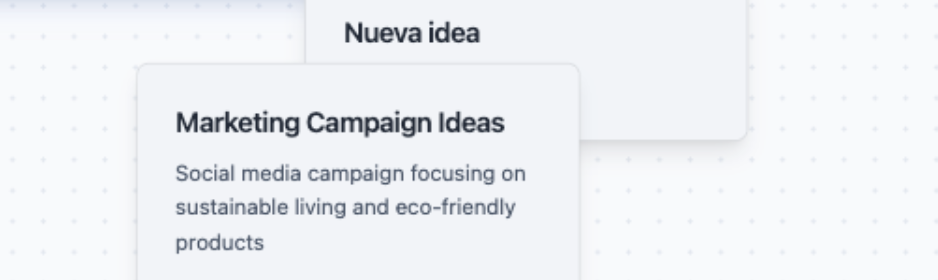 Nueva idea
Marketing Campaign Ideas
Social media campaign focusing on
sustainable living and eco-friendly
products